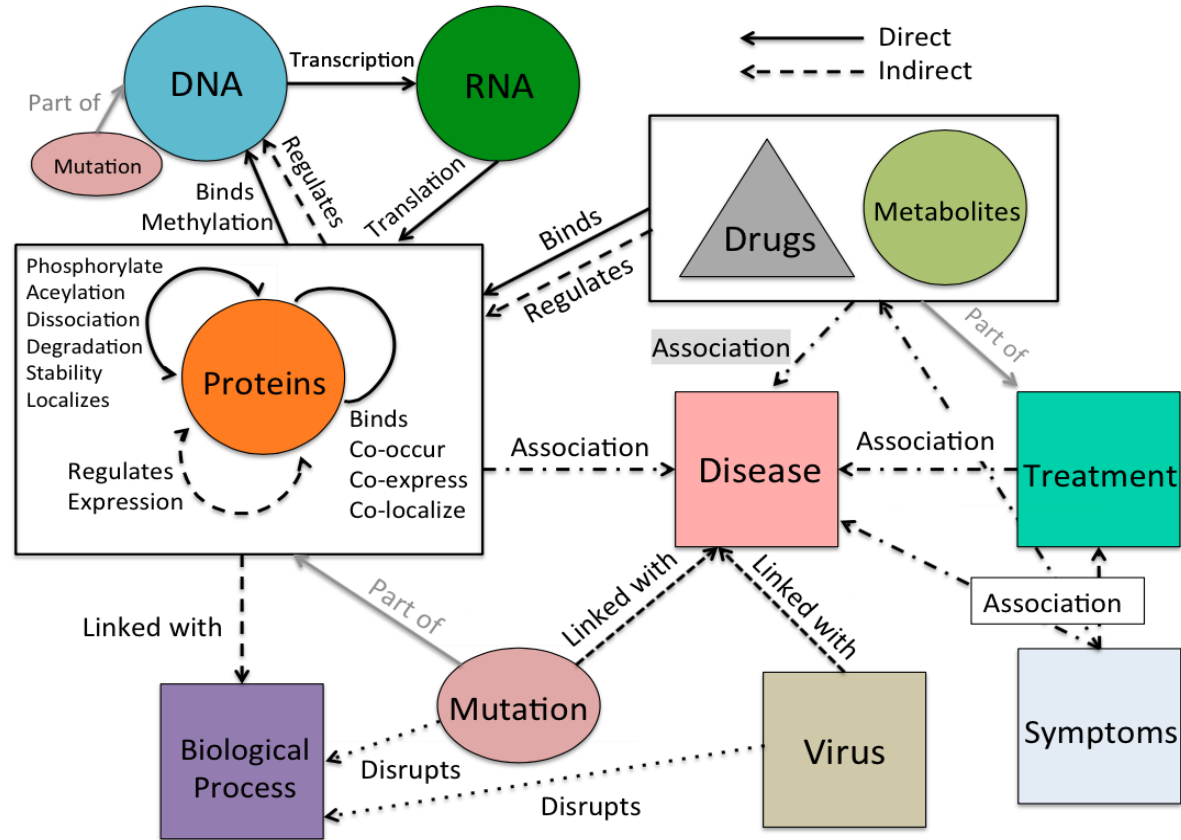 Direct
Indirect
DNA
Transcription
RNA
Part of
Mutation
Binds
Methylation
Regulates
Translation
Drugs
Metabolites
Binds
Regulates
Phosphorylate
Aceylation
Dissociation
Degradation
Stability
Localizes
Proteins
Binds
Co-occur
Co-express
Co-localize
Regulates
Expression
Association
Part of
Association
Disease
Association
Treatment
Association
Linked with
Part of
Linked with
Linked with
Mutation
Virus
Symptoms
Biological
Process
Disrupts
Disrupts